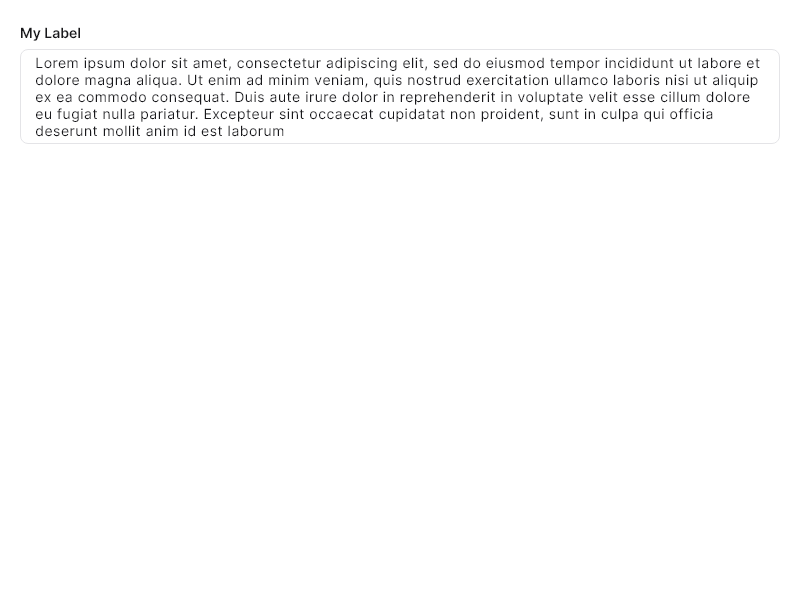 My Label
Lorem ipsum dolor sit amet, consectetur adipiscing elit, sed do eiusmod tempor incididunt ut labore et
dolore magna aliqua. Ut enim ad minim veniam, quis nostrud exercitation ullamco laboris nisi ut aliquip
ex ea commodo consequat. Duis aute irure dolor in reprehenderit in voluptate velit esse cillum dolore
eu fugiat nulla pariatur. Excepteur sint occaecat cupidatat non proident, sunt in culpa qui officia
deserunt mollit anim id est laborum